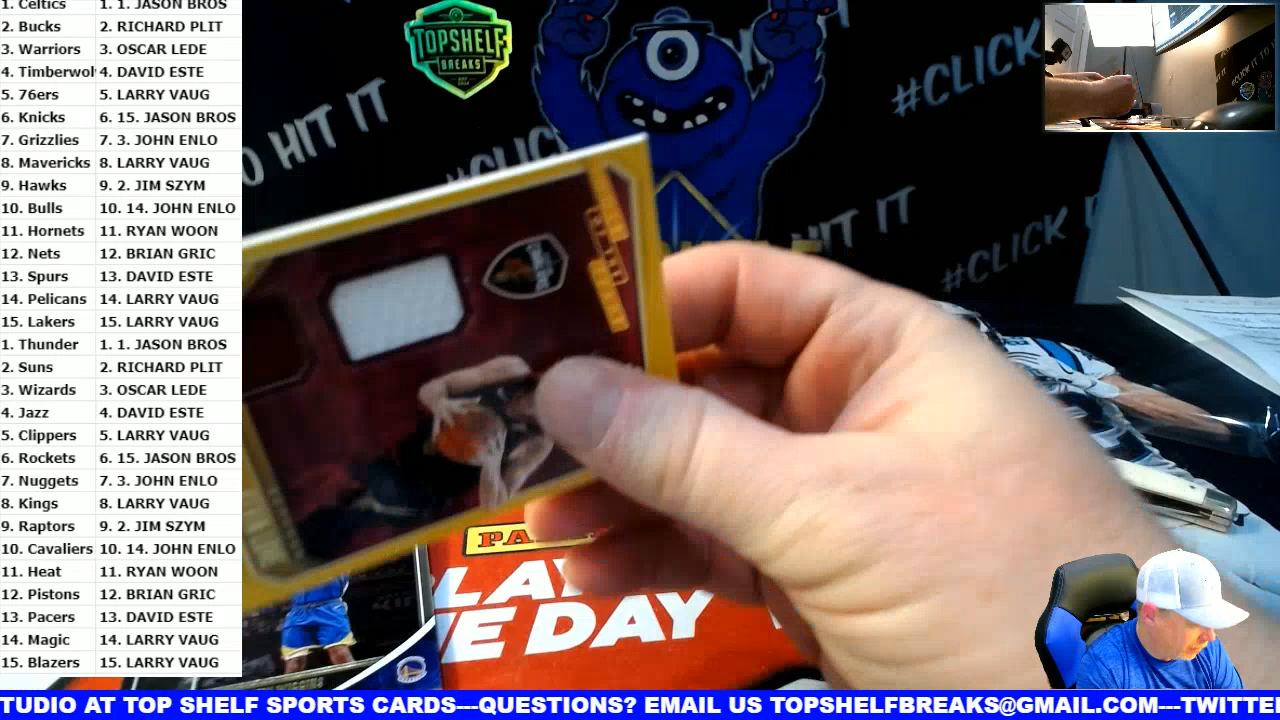 1. Celtics 1. 1. JASON BROS
2. Bucks 2. RICHARD PLIT
3. Warriors 3. OSCAR LEDE
4. Timberwol 4. DAVID ESTE
5. 76ers 5. LARRY VAUG
6. Knicks 6. 15. JASON BROS
7. Grizzlies 7. 3. JOHN ENLO
8. Mavericks 8. LARRY VAUG
9. Hawks 9. 2. JIM SZYM
10. Bulls 10. 14. JOHN ENLO
11. Hornets 11. RYAN WOON
12. Nets 12. BRIAN GRIC
13. Spurs 13. DAVID ESTE
14. Pelicans 14. LARRY VAUG
15. Lakers 15. LARRY VAUG
1. Thunder 1. 1. JASON BROS
2. Suns 2. RICHARD PLIT
3. Wizards 3. OSCAR LEDE
4. Jazz 4. DAVID ESTE
5. Clippers 5. LARRY VAUG
6. Rockets 6. 15. JASON BROS
7. Nuggets 7. 3. JOHN ENLO
8. Kings 8. LARRY VAUG
9. Raptors 9. 2. JIM SZYM
10. Cavaliers 10. 14. JOHN ENLO
11. Heat 11. RYAN WOON
12. Pistons 12. BRIAN GRIC
13. Pacers 13. DAVID ESTE
14. Magic 14. LARRY VAUG
15. Blazers 15. LARRY VAUG
TOPSHELF
BREAKS
O HIT IT
#CLIC
#CLICK
HIT IT
#CLICK
PA
LA
E DAY
TUDIO AT TOP SHELF SPORTS CARDS---QUESTIONS? EMAIL US TOPSHELFBREAKS@GMAIL.COM---TWITTE